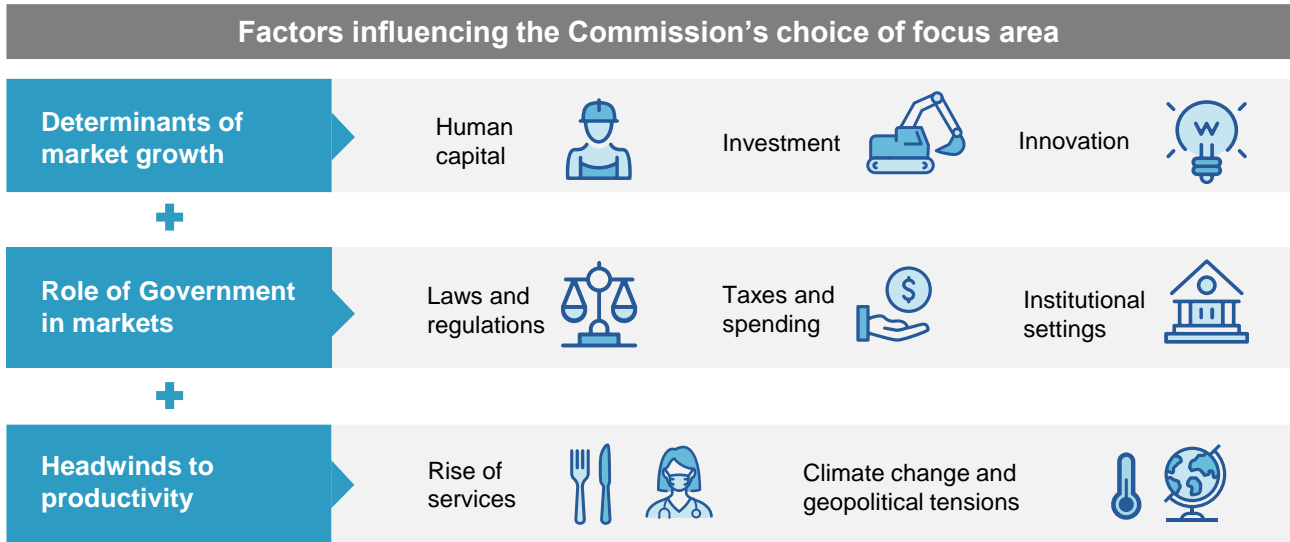 Factors influencing the Commission's choice of focus area
Determinants of
market growth
Human
capital
Investment
Innovation
Role of Government
in markets
Laws and
regulations
$
Taxes and
spending
Institutional
settings
Headwinds to
productivity
Rise of
services
Climate change and
geopolitical tensions